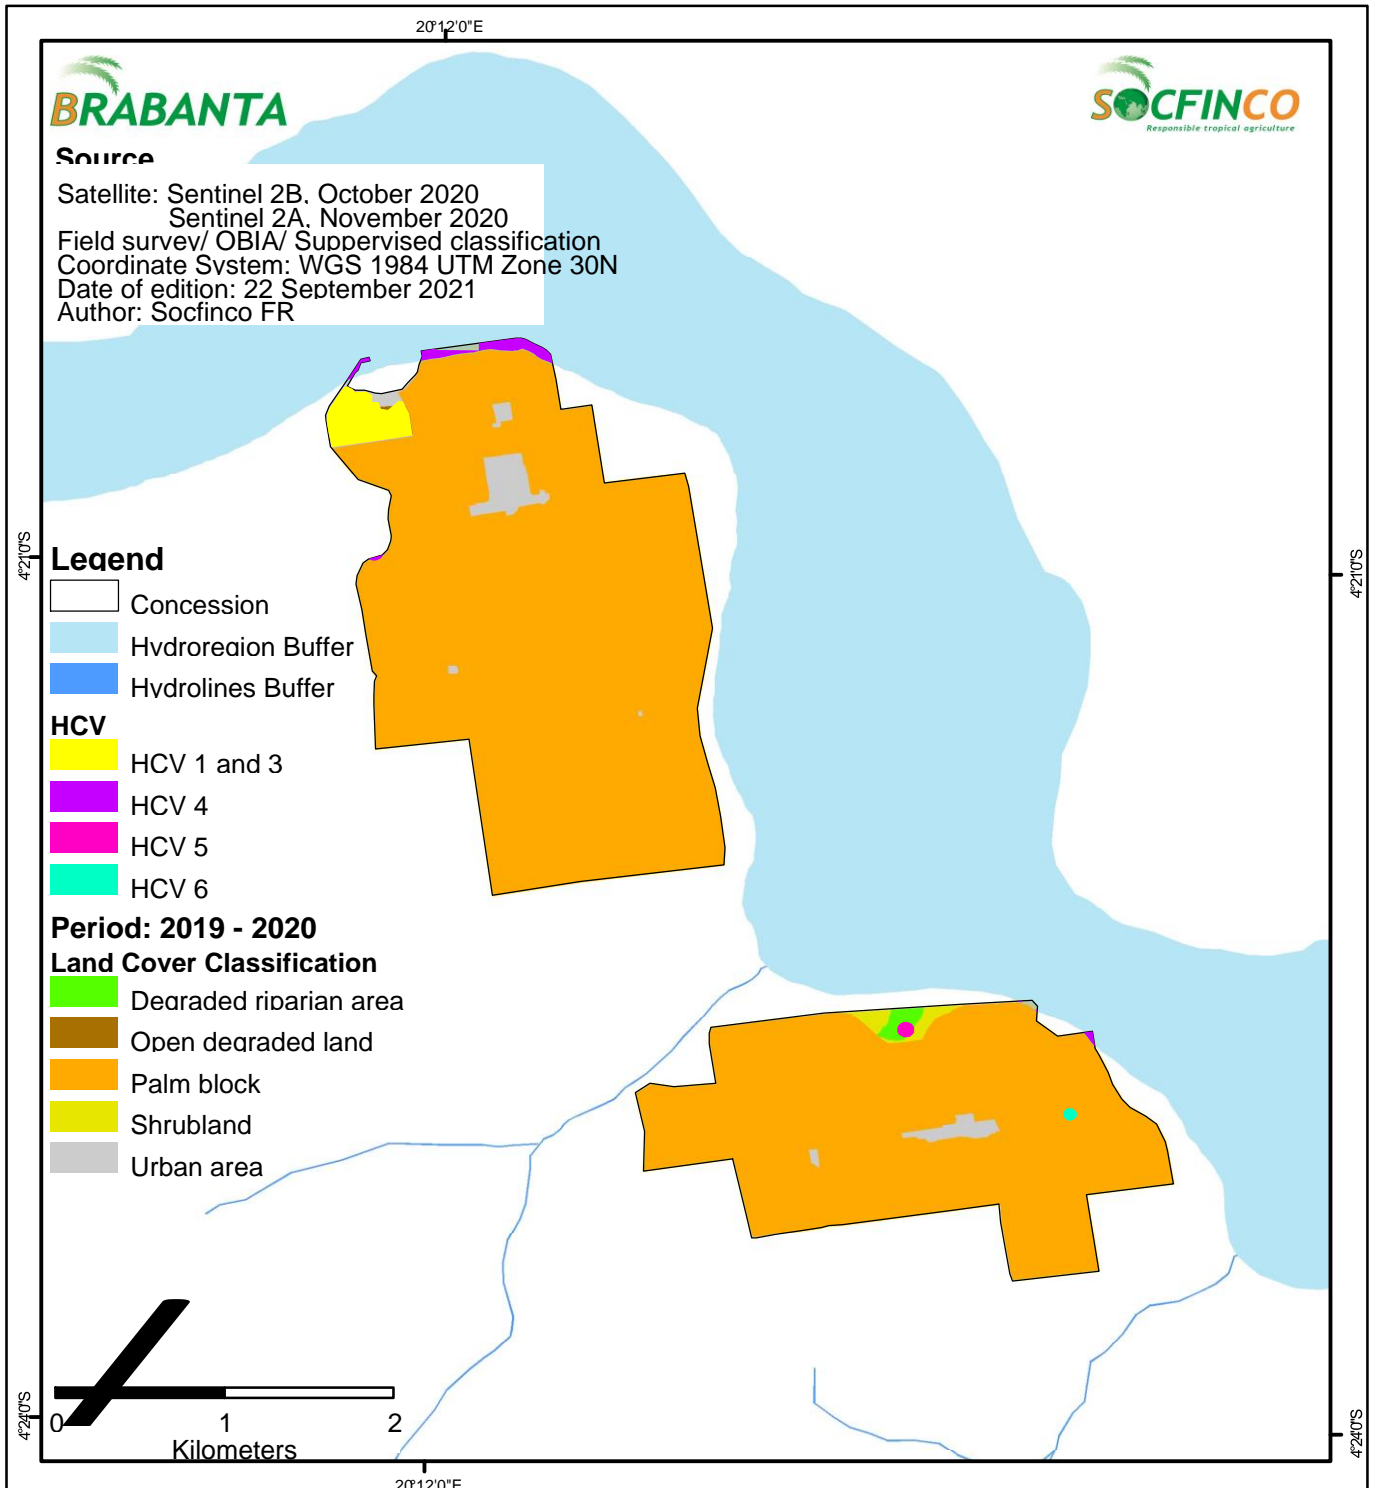 20°12'0"E
BRABANTA
SOCFINCO
Responsible tropical agriculture
Source
Satellite: Sentinel 2B, October 2020
Sentinel 2A, November 2020
Field survey/ OBIA/ Suppervised classification
Coordinate System: WGS 1984 UTM Zone 30N
Date of edition: 22 September 2021
Author: Socfinco FR
4°21'0"S
4°21'0"S
Legend
Concession
Hydroregion Buffer
Hydrolines Buffer
HCV
HCV 1 and 3
HCV 4
HCV 5
HCV 6
Period: 2019 - 2020
Land Cover Classification
Degraded riparian area
Open degraded land
Palm block
Shrubland
Urban area
0 1 2
Kilometers
4°24'0"S
4°24'0"S
20°12'0"E